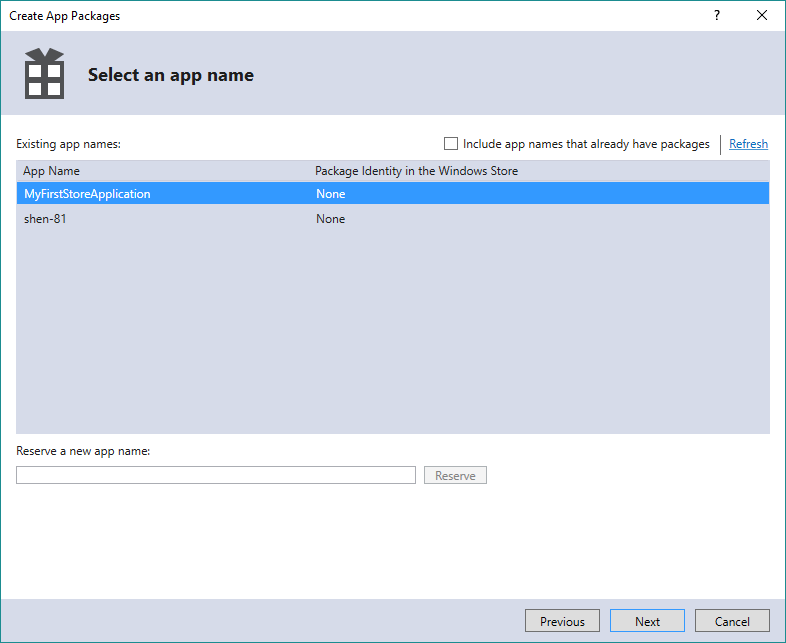 Create App Packages ?
Select an app name
Existing app names: Include app names that already have packages Refresh
App Name Package Identity in the Windows Store
MyFirstStoreApplication None
shen-81 None
Reserve a new app name:
Reserve
Previous Next Cancel